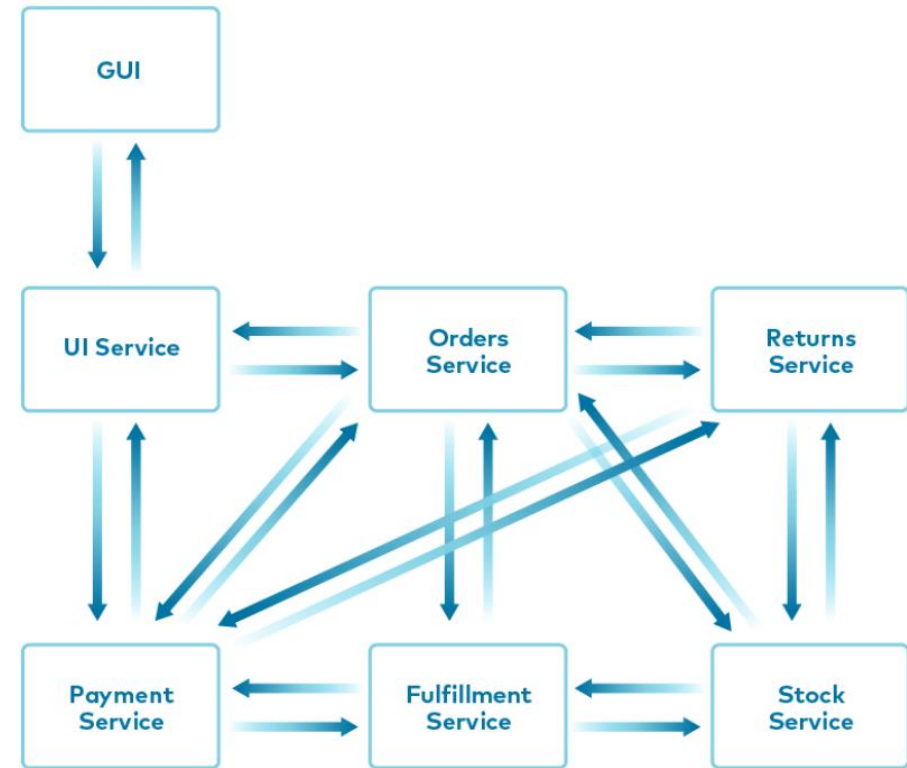 GUI
UI Service
Orders
Service
Returns
Service
Payment
Service
Fulfillment
Service
Stock
Service